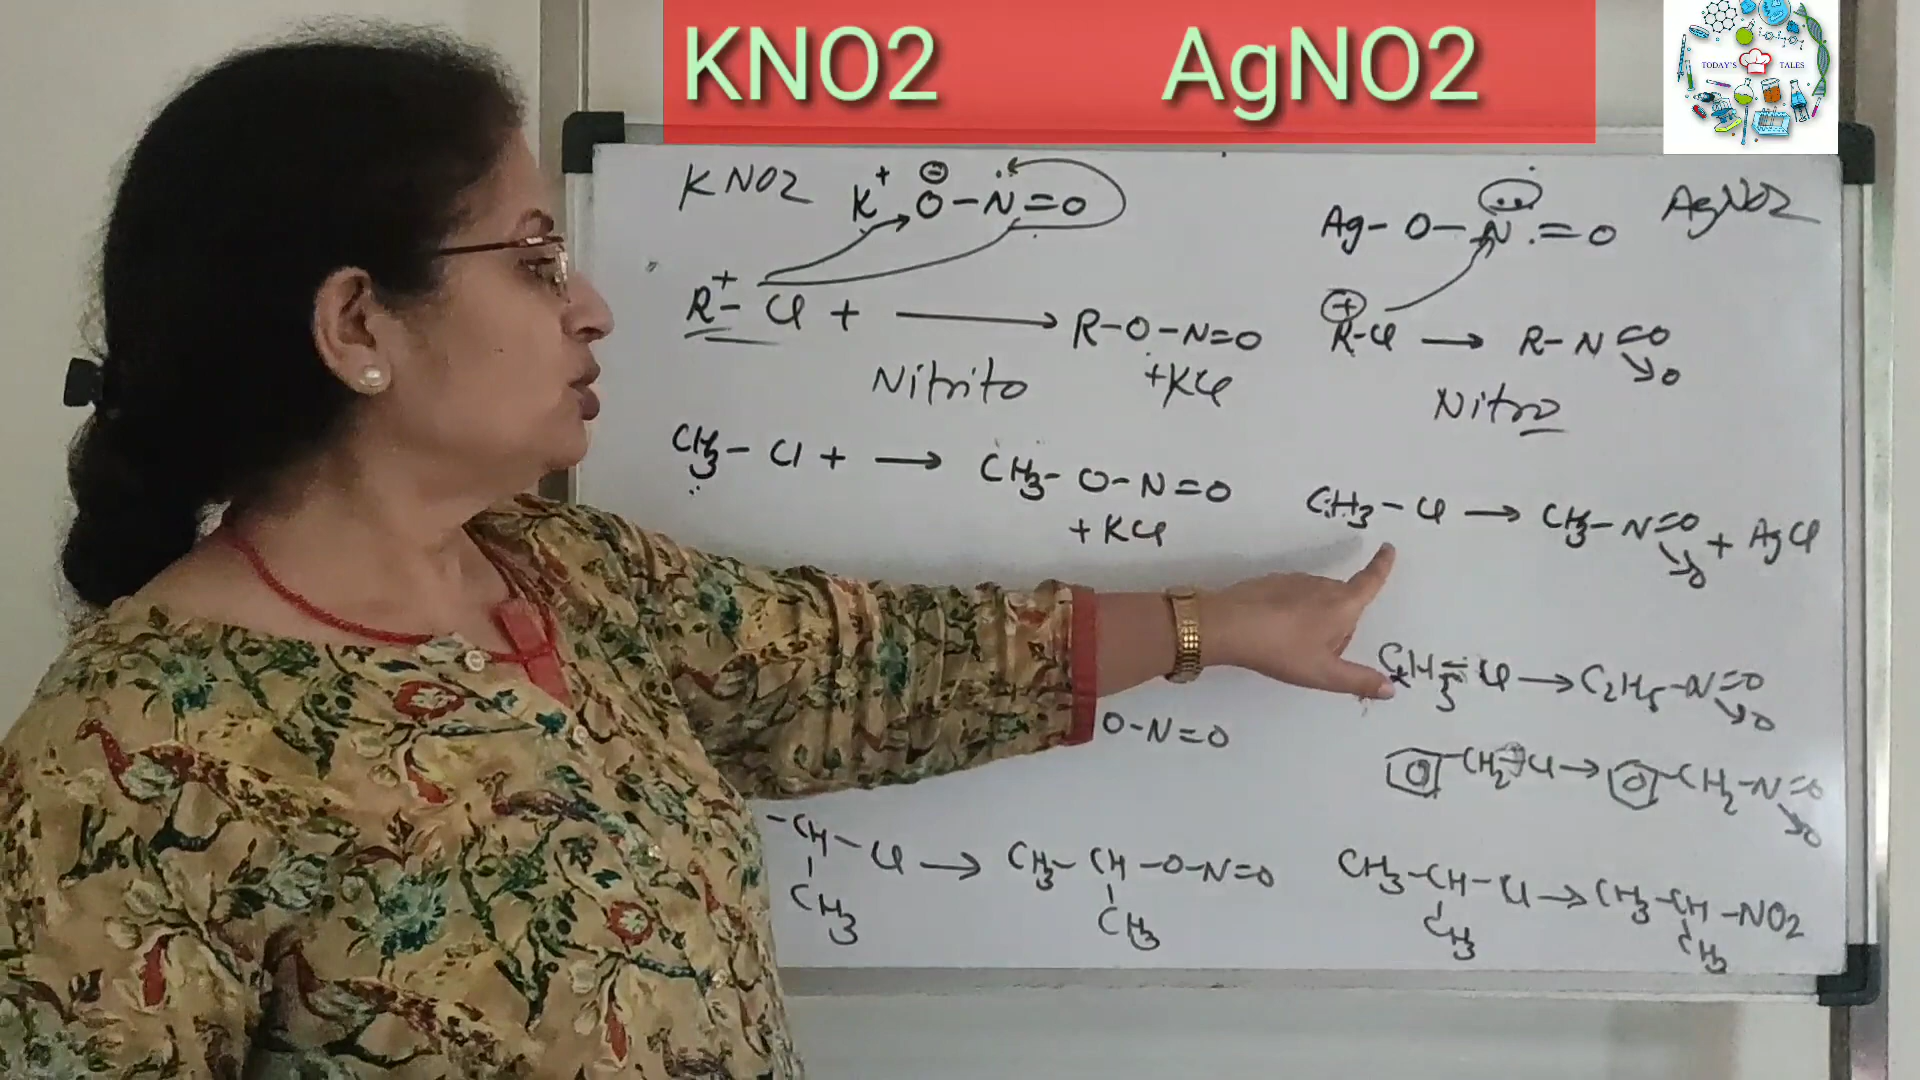 KNO2 AgNO2
TODAY'S TALES
KNO2 K+ O⊖-N̈=O
R+-Cl + ⟶ R-O-N=O
+KCl
Nitrito
CH3-Cl + ⟶ CH3-O-N=O
+KCl
O-N=O
-CH-Cl ⟶ CH3-CH-O-N=O
CH3 CH3
Ag-O-N̈=O AgNO2
⊕
R-Cl ⟶ R-N=O
↘O
Nitro
CH3-Cl ⟶ CH3-N=O + AgCl
↘O
C2H5-Cl ⟶ C2H5-N=O
↘O
-CH2-Cl ⟶ -CH2-N=O
↘O
CH3-CH-Cl ⟶ CH3-CH-NO2
CH3 CH3